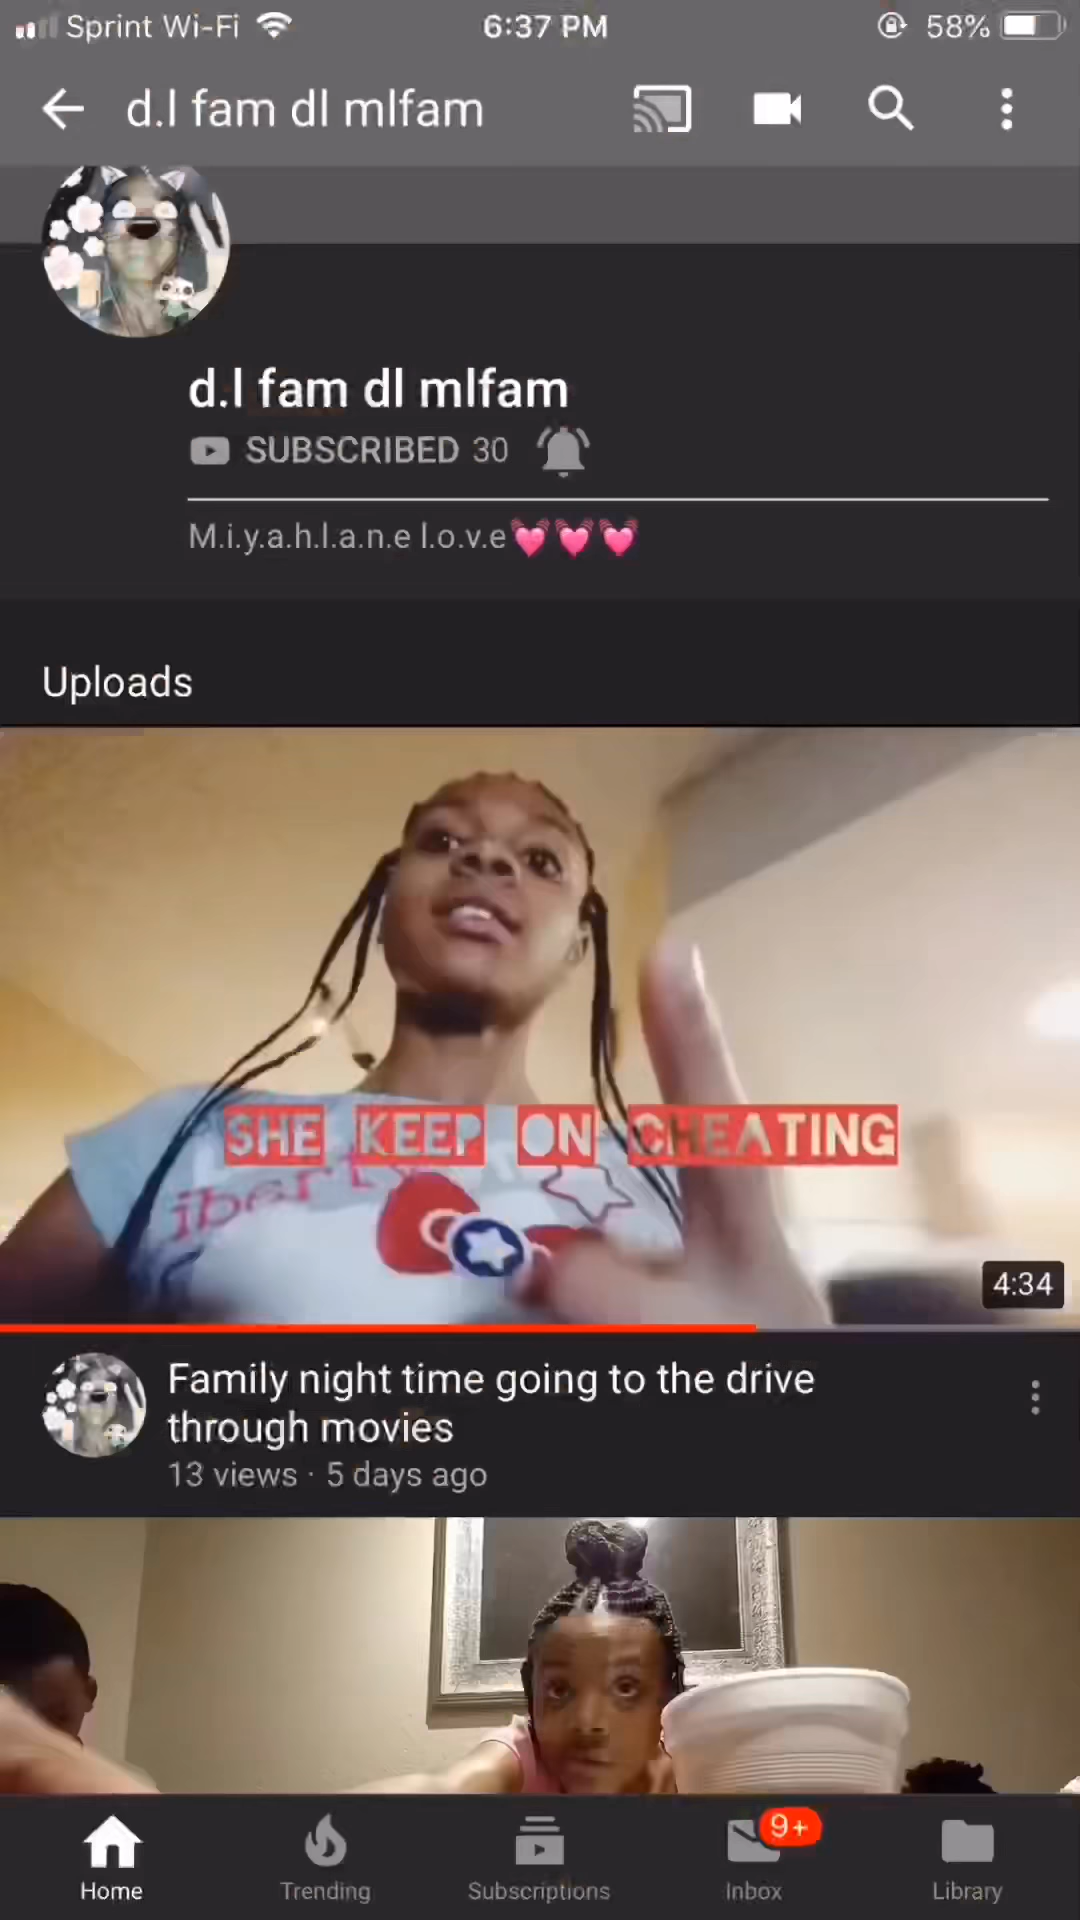 Sprint Wi-Fi 6:37 PM 58%
d.l fam dl mlfam
d.l fam dl mlfam
SUBSCRIBED 30
M.i.y.a.h.l.a.n.e l.o.v.e💓💓💓
Uploads
SHE KEEP ON CHEATING
4:34
Family night time going to the drive
through movies
13 views · 5 days ago
9+
Home Trending Subscriptions Inbox Library